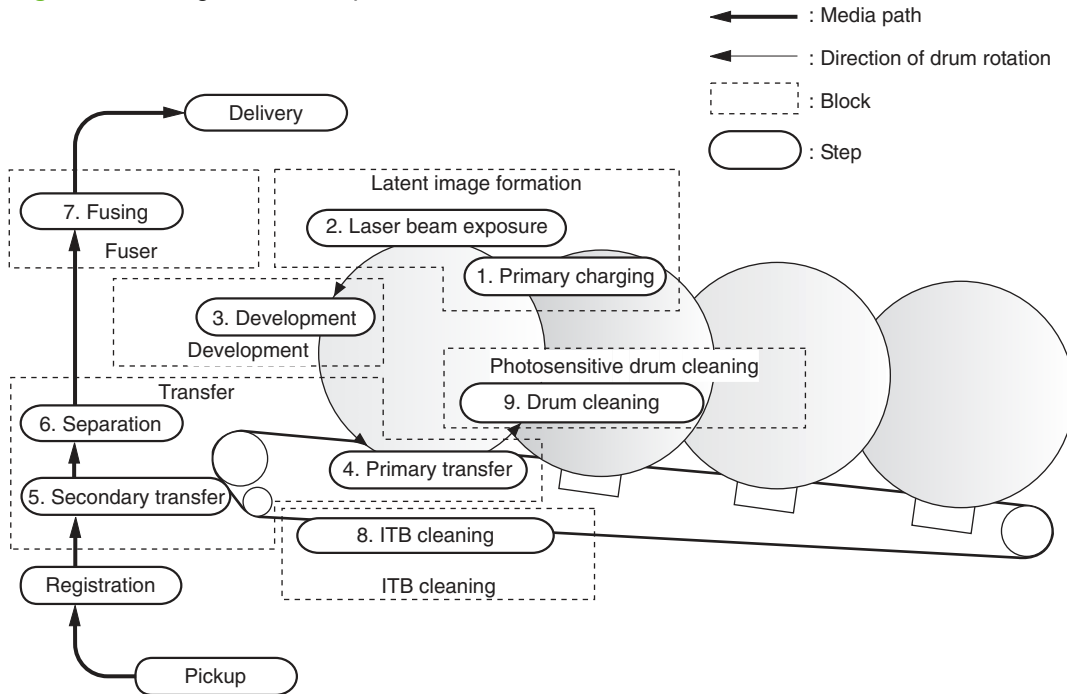 : Media path
: Direction of drum rotation
: Block
: Step
Delivery
Latent image formation
7. Fusing
2. Laser beam exposure
Fuser
1. Primary charging
3. Development
Development
Photosensitive drum cleaning
Transfer
9. Drum cleaning
6. Separation
4. Primary transfer
5. Secondary transfer
8. ITB cleaning
Registration
ITB cleaning
Pickup